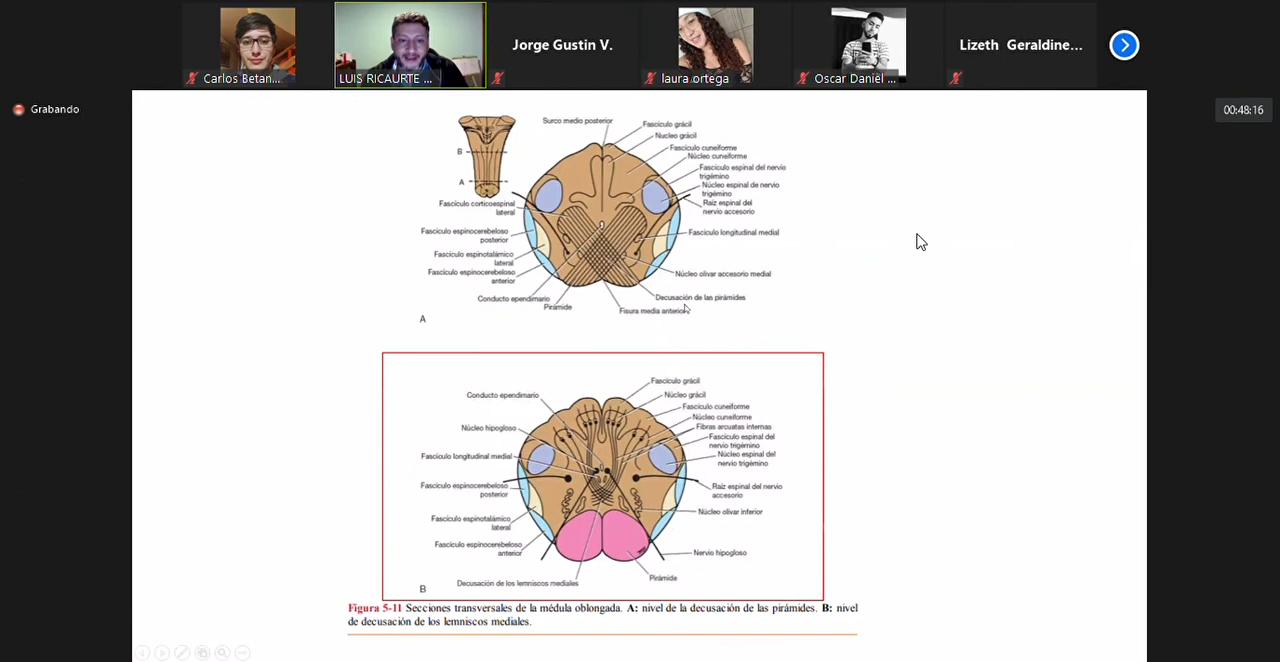 Jorge Gustin V.
Lizeth Geraldine...
Carlos Betan...
LUIS RICAURTE ...
laura ortega
Oscar Daniel ...
Grabando
00:48:16
Surco medio posterior
Fascículo grácil
Nucleo grácil
Fascículo cuneiforme
Núcleo cuneiforme
Fascículo espinal del nervio
trigémino
Núcleo espinal de nervio
trigémino
Raíz espinal del
nervio accesorio
Fascículo longitudinal medial
Núcleo olivar accesorio medial
Decusación de las pirámides
Fisura media anterior
B
A
Fascículo corticoespinal
lateral
Fascículo espinocerebeloso
posterior
Fascículo espinotalámico
lateral
Fascículo espinocerebeloso
anterior
Conducto ependimario
Pirámide
A
Fascículo grácil
Núcleo grácil
Fascículo cuneiforme
Núcleo cuneiforme
Fibras arcuatas internas
Fascículo espinal del
nervio trigémino
Núcleo espinal del
nervio trigémino
Raíz espinal del nervio
accesorio
Núcleo olivar inferior
Nervio hipogloso
Pirámide
Conducto ependimario
Núcleo hipogloso
Fascículo longitudinal medial
Fascículo espinocerebeloso
posterior
Fascículo espinotalámico
lateral
Fascículo espinocerebeloso
anterior
Decusación de los lemniscos mediales
B
Figura 5-11 Secciones transversales de la médula oblongada. A: nivel de la decusación de las pirámides. B: nivel
de decusación de los lemniscos mediales.